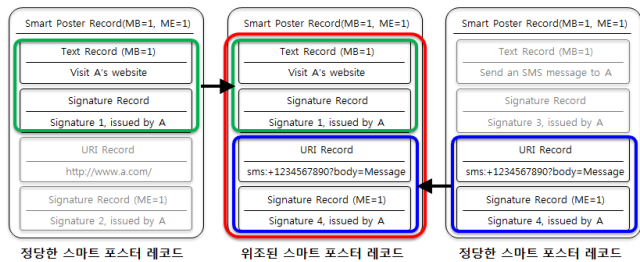 Smart Poster Record(MB=1, ME=1)
Text Record (MB=1)
Visit A's website
Signature Record
Signature 1, issued by A
URI Record
http://www.a.com/
Signature Record (ME=1)
Signature 2, issued by A
정당한 스마트 포스터 레코드
Smart Poster Record(MB=1, ME=1)
Text Record (MB=1)
Visit A's website
Signature Record
Signature 1, issued by A
URI Record
sms:+1234567890?body=Message
Signature Record (ME=1)
Signature 4, issued by A
위조된 스마트 포스터 레코드
Smart Poster Record(MB=1, ME=1)
Text Record (MB=1)
Send an SMS message to A
Signature Record
Signature 3, issued by A
URI Record
sms:+1234567890?body=Message
Signature Record (ME=1)
Signature 4, issued by A
정당한 스마트 포스터 레코드